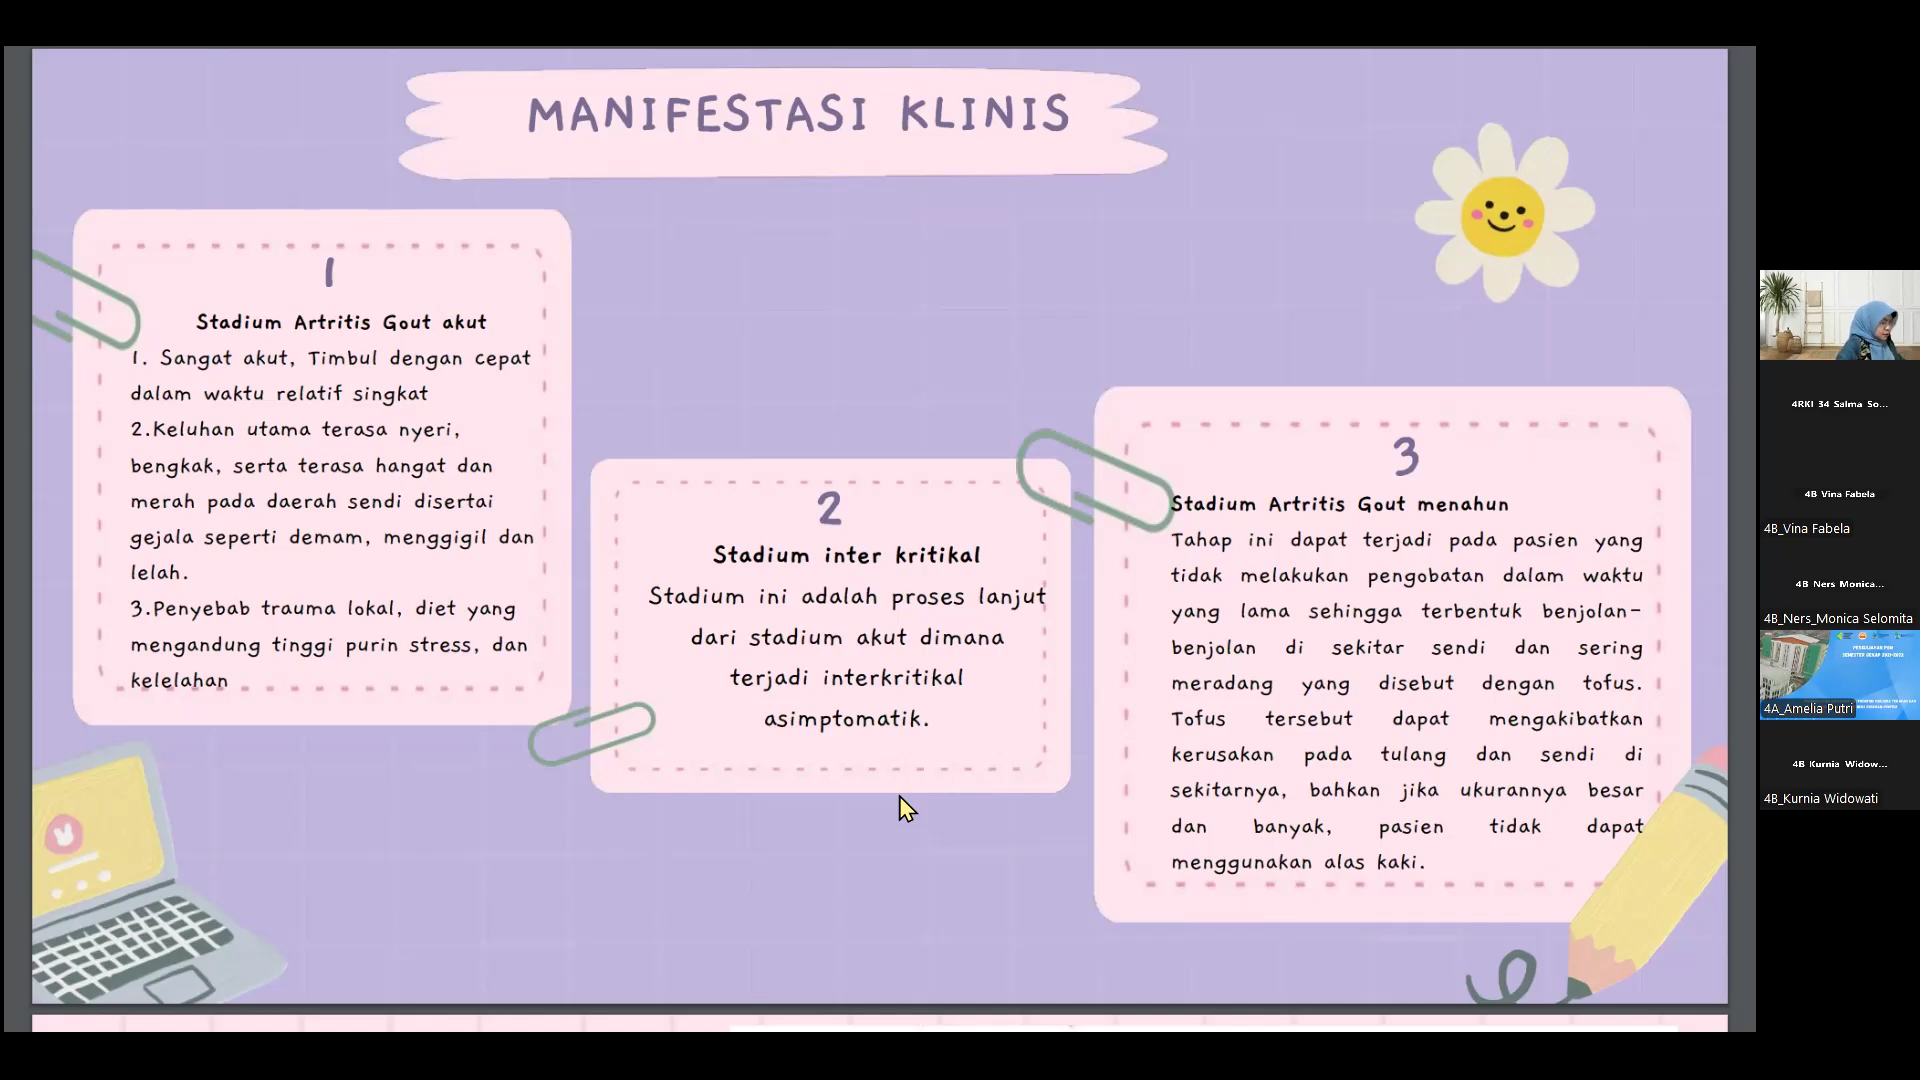 MANIFESTASI KLINIS
1
Stadium Artritis Gout akut
1. Sangat akut, Timbul dengan cepat
dalam waktu relatif singkat
2.Keluhan utama terasa nyeri,
bengkak, serta terasa hangat dan
merah pada daerah sendi disertai
gejala seperti demam, menggigil dan
lelah.
3.Penyebab trauma lokal, diet yang
mengandung tinggi purin stress, dan
kelelahan
2
Stadium inter kritikal
Stadium ini adalah proses lanjut
dari stadium akut dimana
terjadi interkritikal
asimptomatik.
3
Stadium Artritis Gout menahun
Tahap ini dapat terjadi pada pasien yang
tidak melakukan pengobatan dalam waktu
yang lama sehingga terbentuk benjolan-
benjolan di sekitar sendi dan sering
meradang yang disebut dengan tofus.
Tofus tersebut dapat mengakibatkan
kerusakan pada tulang dan sendi di
sekitarnya, bahkan jika ukurannya besar
dan banyak, pasien tidak dapat
menggunakan alas kaki.
4RKI 34 Salma So...
4B Vina Fabela
4B_Vina Fabela
4B Ners Monica...
4B_Ners_Monica Selomita
4A_Amelia Putri
4B Kurnia Widow...
4B_Kurnia Widowati